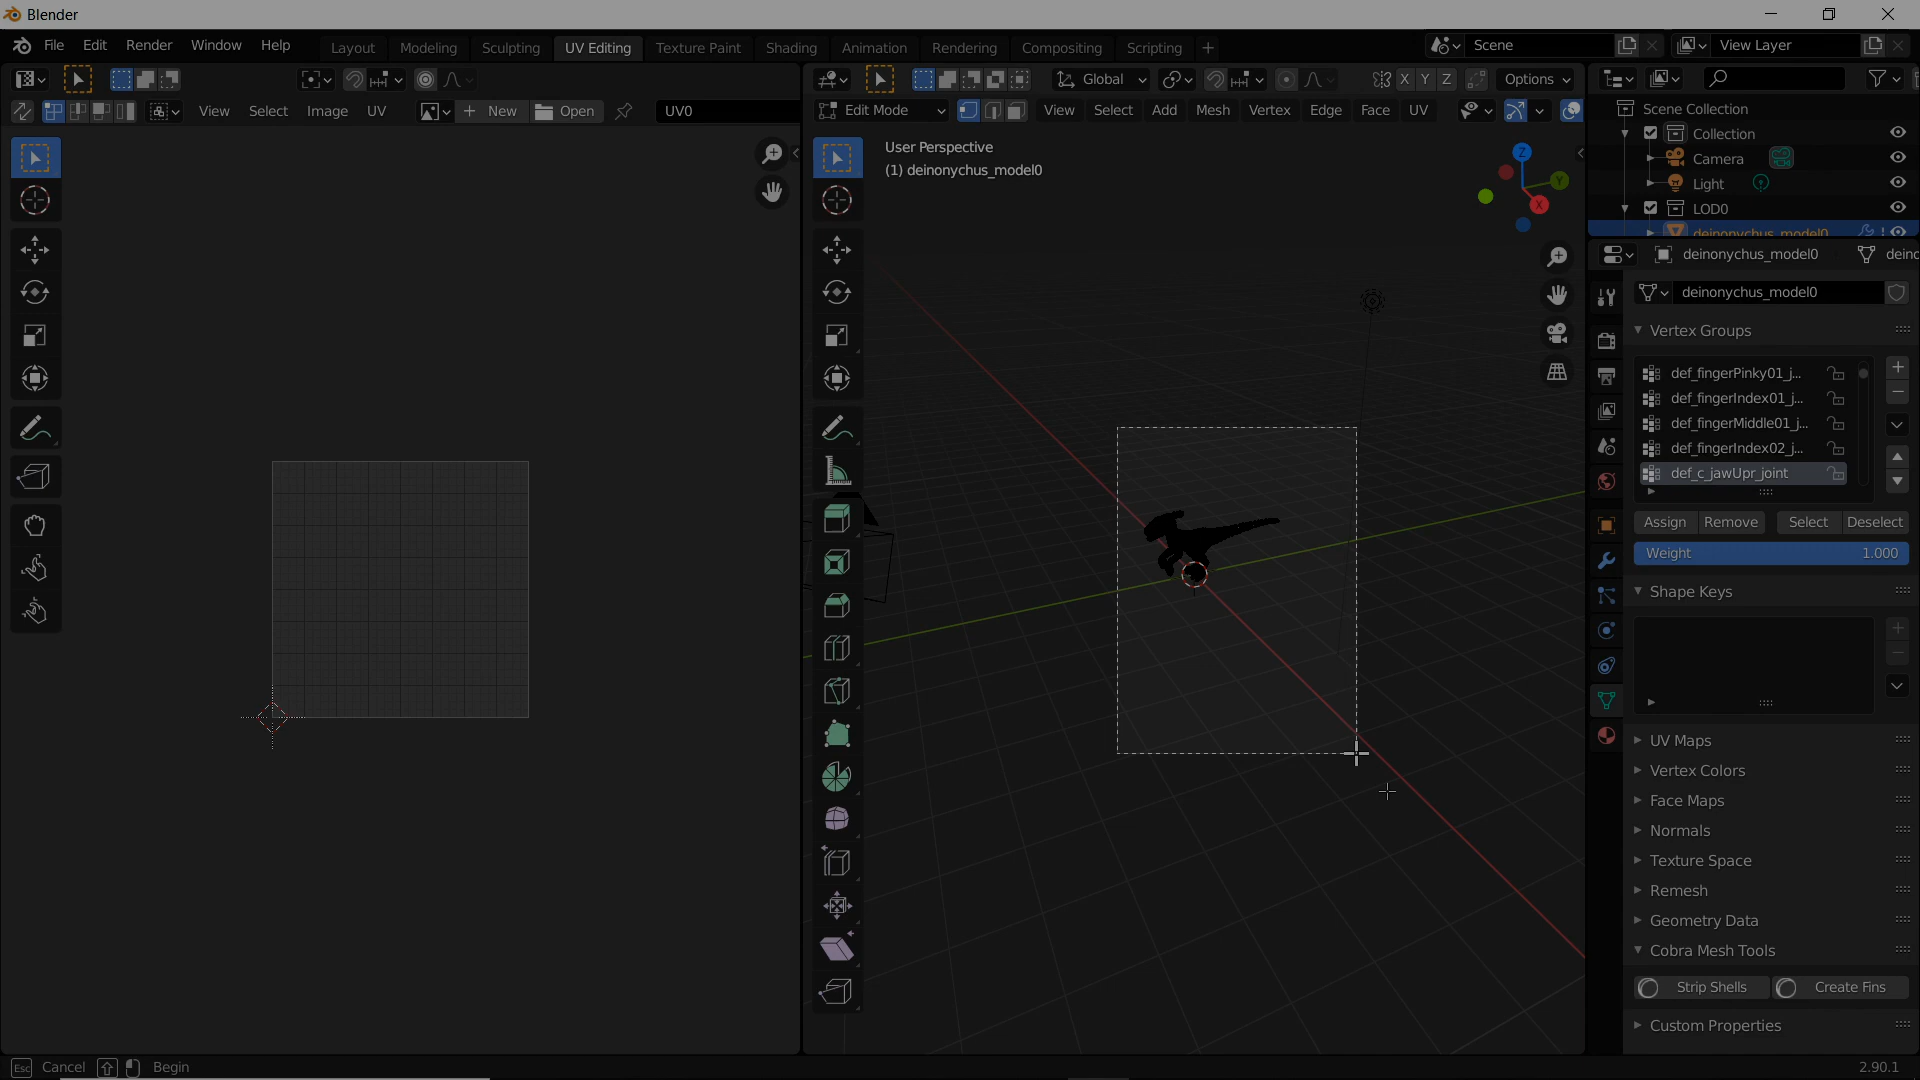 Blender
File Edit Render Window Help Layout Modeling Sculpting UV Editing Texture Paint Shading Animation Rendering Compositing Scripting + Scene View Layer
Global X Y Z Options
View Select Image UV New Open UV0 Edit Mode View Select Add Mesh Vertex Edge Face UV
User Perspective
(1) deinonychus_model0
Z
Y
X
Scene Collection
Collection
Camera
Light
LOD0
deinonychus_model0
deinonychus_model0 deino
deinonychus_model0
Vertex Groups
def_fingerPinky01_j...
def_fingerIndex01_j...
def_fingerMiddle01_j...
def_fingerIndex02_j...
def_c_jawUpr_joint
Assign Remove Select Deselect
Weight 1.000
Shape Keys
UV Maps
Vertex Colors
Face Maps
Normals
Texture Space
Remesh
Geometry Data
Cobra Mesh Tools
Strip Shells Create Fins
Custom Properties
Esc Cancel Begin 2.90.1